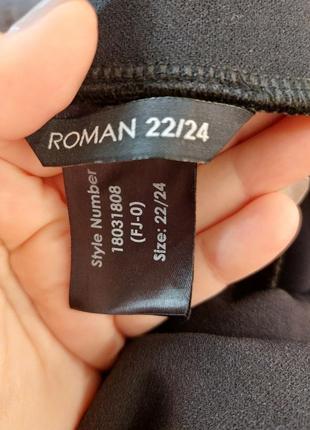 ROMAN 22/24
Style Number
18031808
(FJ-0)
Size: 22/24